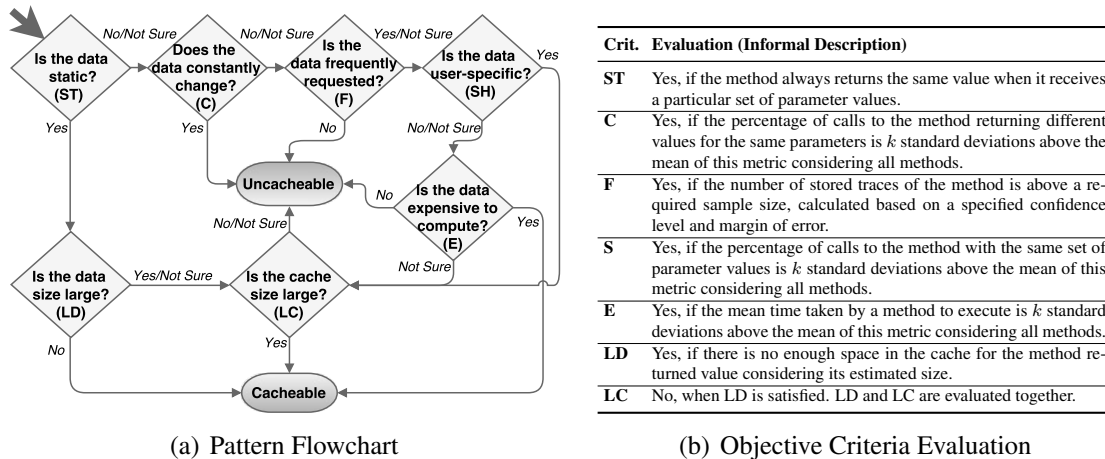 No/Not Sure
No/Not Sure
Yes/Not Sure
Yes
Is the data
static?
(ST)
Does the
data constantly
change?
(C)
Is the
data frequently
requested?
(F)
Is the data
user-specific?
(SH)
Yes
Yes
No
No/Not Sure
Uncacheable
No
Is the data
expensive to
compute?
(E)
Yes
No/Not Sure
Not Sure
Is the data
size large?
(LD)
Yes/Not Sure
Is the cache
size large?
(LC)
No
Yes
Cacheable
(a) Pattern Flowchart
Crit. Evaluation (Informal Description)
ST Yes, if the method always returns the same value when it receives
a particular set of parameter values.
C Yes, if the percentage of calls to the method returning different
values for the same parameters is k standard deviations above the
mean of this metric considering all methods.
F Yes, if the number of stored traces of the method is above a re-
quired sample size, calculated based on a specified confidence
level and margin of error.
S Yes, if the percentage of calls to the method with the same set of
parameter values is k standard deviations above the mean of this
metric considering all methods.
E Yes, if the mean time taken by a method to execute is k standard
deviations above the mean of this metric considering all methods.
LD Yes, if there is no enough space in the cache for the method re-
turned value considering its estimated size.
LC No, when LD is satisfied. LD and LC are evaluated together.
(b) Objective Criteria Evaluation